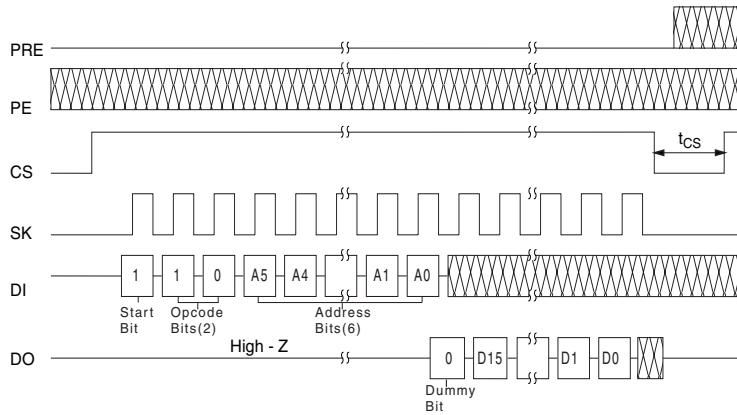 PRE
PE
CS
tCS
SK
DI
1 1 0 A5 A4 A1 A0
Start Bit
Opcode Bits(2)
Address Bits(6)
High - Z
DO
0 D15 D1 D0
Dummy Bit